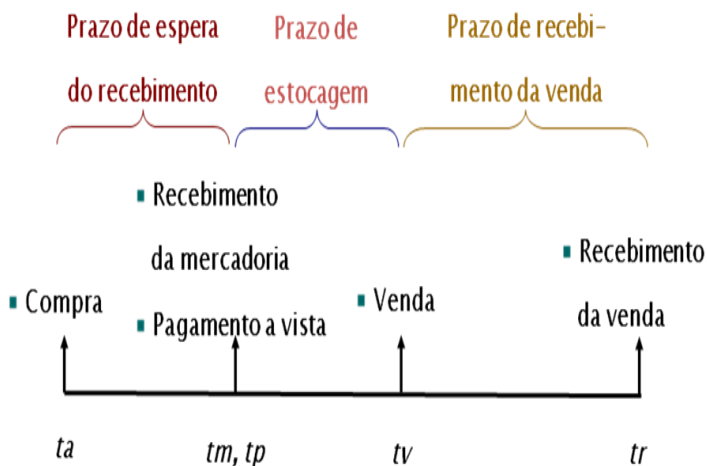 Prazo de espera
do recebimento
Prazo de
estocagem
Prazo de recebi-
mento da venda
Recebimento
da mercadoria
Pagamento a vista
Compra
Venda
Recebimento
da venda
ta
tm, tp
tv
tr